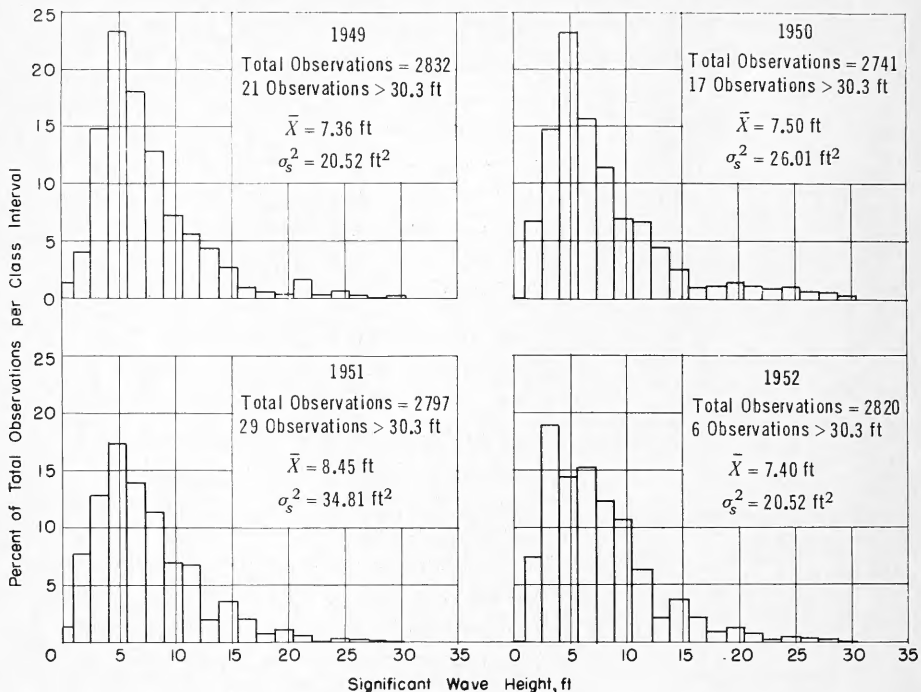 Percent of Total Observations per Class Interval
25
20
15
10
5
0
1949
Total Observations = 2832
21 Observations > 30.3 ft
X̄ = 7.36 ft
σₛ² = 20.52 ft²
1950
Total Observations = 2741
17 Observations > 30.3 ft
X̄ = 7.50 ft
σₛ² = 26.01 ft²
25
20
15
10
5
1951
Total Observations = 2797
29 Observations > 30.3 ft
X̄ = 8.45 ft
σₛ² = 34.81 ft²
1952
Total Observations = 2820
6 Observations > 30.3 ft
X̄ = 7.40 ft
σₛ² = 20.52 ft²
0 5 10 15 20 25 30 35 0 5 10 15 20 25 30 35
Significant Wave Height, ft